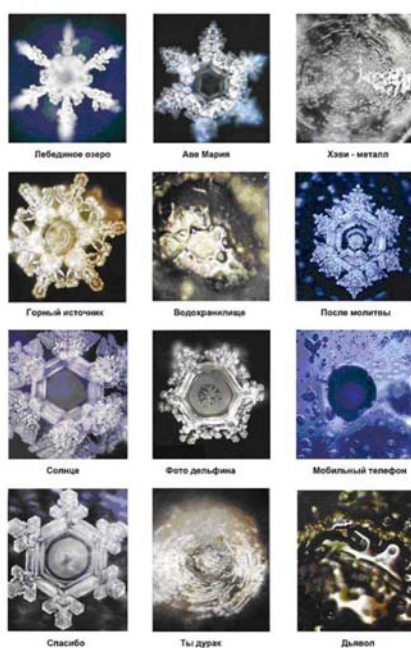 Лебединое озеро
Аве Мария
Хэви - металл
Горный источник
Водохранилище
После молитвы
Солнце
Фото дельфина
Мобильный телефон
Спасибо
Ты дурак
Дьявол